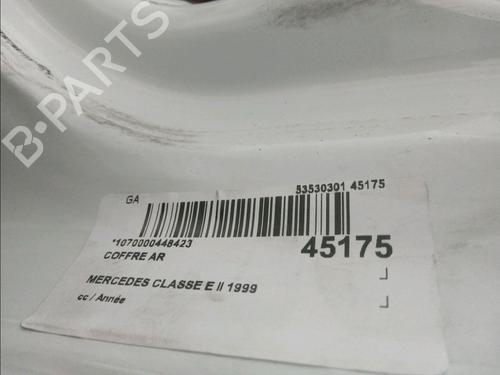 B-PARTS
GA
53530301 45175
*1070000448423
45175
COFFRE AR
MERCEDES CLASSE E II 1999
cc / Année